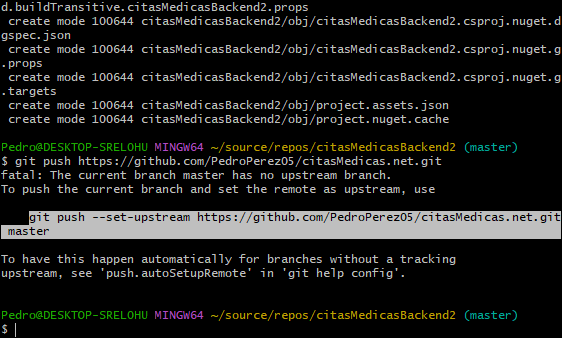 d.buildTransitive.citasMedicasBackend2.props
create mode 100644 citasMedicasBackend2/obj/citasMedicasBackend2.csproj.nuget.d
gspec.json
create mode 100644 citasMedicasBackend2/obj/citasMedicasBackend2.csproj.nuget.g
.props
create mode 100644 citasMedicasBackend2/obj/citasMedicasBackend2.csproj.nuget.g
.targets
create mode 100644 citasMedicasBackend2/obj/project.assets.json
create mode 100644 citasMedicasBackend2/obj/project.nuget.cache
Pedro@DESKTOP-SRELOHU MINGW64 ~/source/repos/citasMedicasBackend2 (master)
$ git push https://github.com/PedroPerez05/citasMedicas.net.git
fatal: The current branch master has no upstream branch.
To push the current branch and set the remote as upstream, use
git push --set-upstream https://github.com/PedroPerez05/citasMedicas.net.git
master
To have this happen automatically for branches without a tracking
upstream, see 'push.autoSetupRemote' in 'git help config'.
Pedro@DESKTOP-SRELOHU MINGW64 ~/source/repos/citasMedicasBackend2 (master)
$